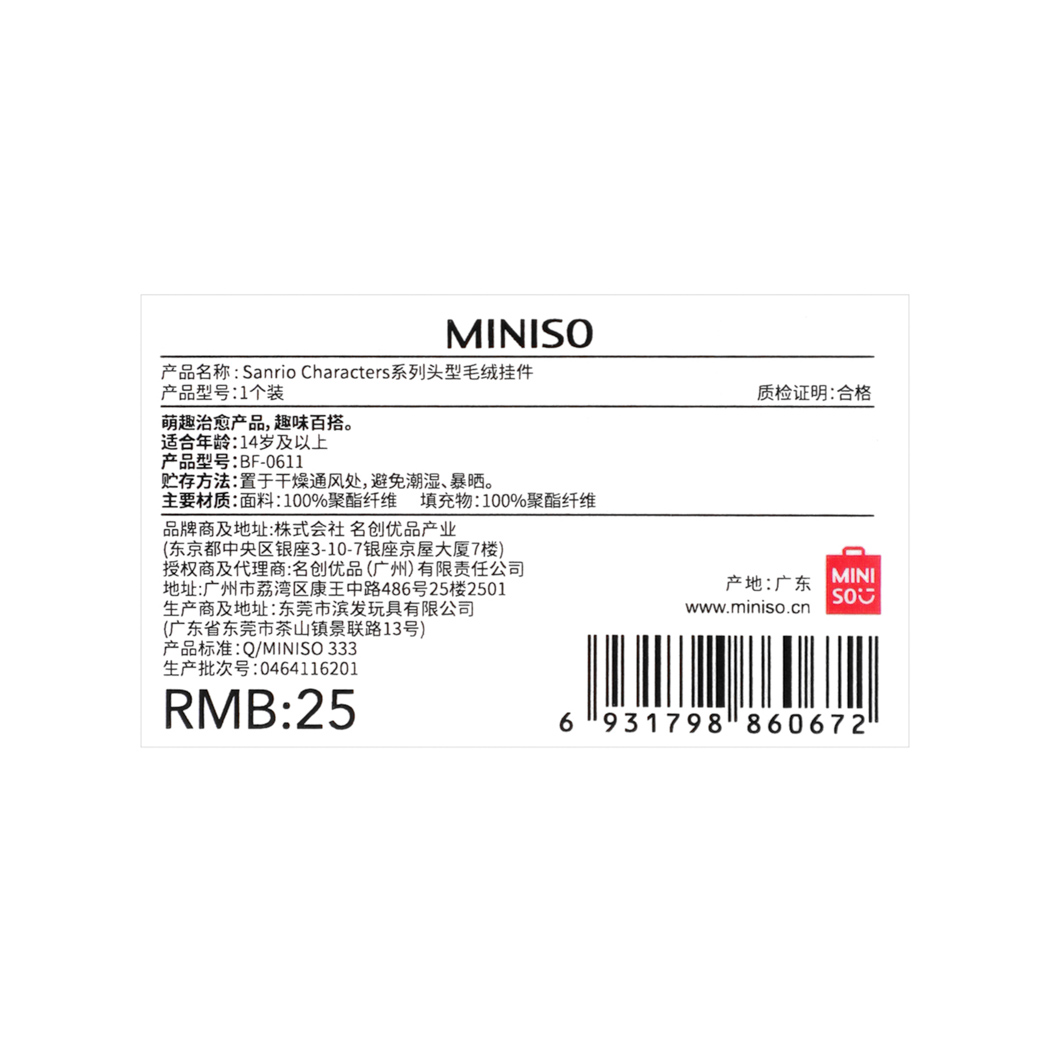 MINISO
产品名称:Sanrio Characters系列头型毛绒挂件
产品型号:1个装 质检证明:合格
萌趣治愈产品,趣味百搭。
适合年龄:14岁及以上
产品型号:BF-0611
贮存方法:置于干燥通风处,避免潮湿、暴晒。
主要材质:面料:100%聚酯纤维 填充物:100%聚酯纤维
品牌商及地址:株式会社 名创优品产业
(东京都中央区银座3-10-7银座京屋大厦7楼)
授权商及代理商:名创优品(广州)有限责任公司
地址:广州市荔湾区康王中路486号25楼2501
生产商及地址:东莞市滨发玩具有限公司
(广东省东莞市茶山镇景联路13号)
产品标准:Q/MINISO 333
生产批次号:0464116201
RMB:25
产地:广东
www.miniso.cn
MINI
SO
6 931798 860672